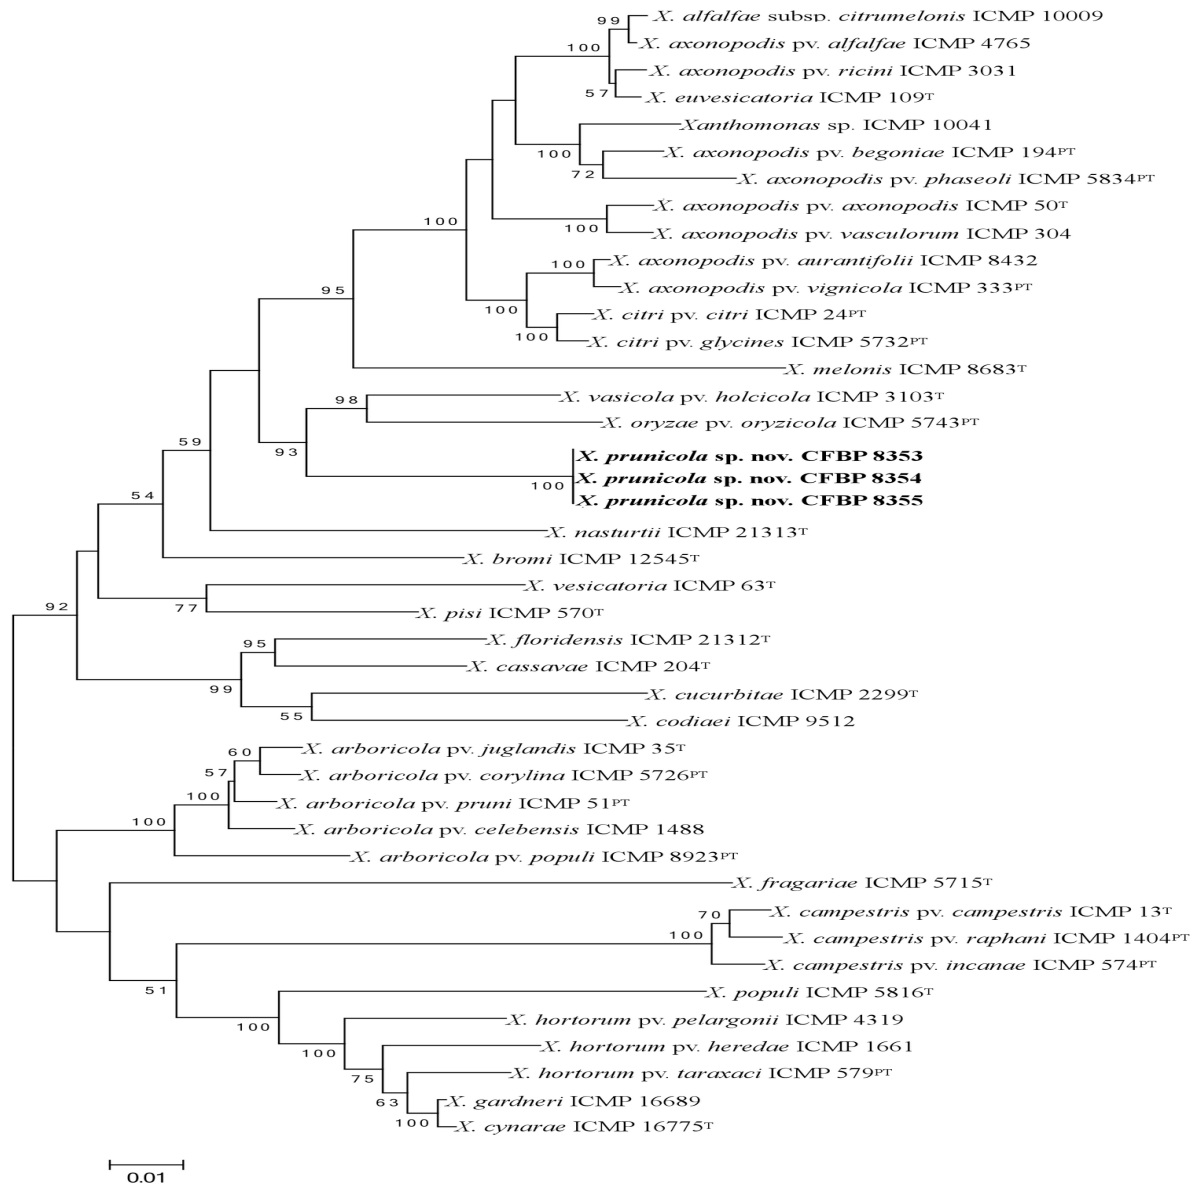 99
X. alfalfae subsp. citrumelonis ICMP 10009
100
X. axonopodis pv. alfalfae ICMP 4765
X. axonopodis pv. ricini ICMP 3031
57
X. euvesicatoria ICMP 109T
Xanthomonas sp. ICMP 10041
100
X. axonopodis pv. begoniae ICMP 194PT
72
X. axonopodis pv. phaseoli ICMP 5834PT
X. axonopodis pv. axonopodis ICMP 50T
100
100
X. axonopodis pv. vasculorum ICMP 304
100
X. axonopodis pv. aurantifolii ICMP 8432
95
X. axonopodis pv. vignicola ICMP 333PT
100
X. citri pv. citri ICMP 24PT
100
X. citri pv. glycines ICMP 5732PT
X. melonis ICMP 8683T
98
X. vasicola pv. holcicola ICMP 3103T
X. oryzae pv. oryzicola ICMP 5743PT
59
93
X. prunicola sp. nov. CFBP 8353
X. prunicola sp. nov. CFBP 8354
100
X. prunicola sp. nov. CFBP 8355
54
X. nasturtii ICMP 21313T
X. bromi ICMP 12545T
X. vesicatoria ICMP 63T
92
77
X. pisi ICMP 570T
95
X. floridensis ICMP 21312T
X. cassavae ICMP 204T
99
X. cucurbitae ICMP 2299T
55
X. codiaei ICMP 9512
60
X. arboricola pv. juglandis ICMP 35T
57
X. arboricola pv. corylina ICMP 5726PT
100
X. arboricola pv. pruni ICMP 51PT
100
X. arboricola pv. celebensis ICMP 1488
X. arboricola pv. populi ICMP 8923PT
X. fragariae ICMP 5715T
70
X. campestris pv. campestris ICMP 13T
100
X. campestris pv. raphani ICMP 1404PT
X. campestris pv. incanae ICMP 574PT
51
X. populi ICMP 5816T
100
X. hortorum pv. pelargonii ICMP 4319
100
X. hortorum pv. heredae ICMP 1661
75
X. hortorum pv. taraxaci ICMP 579PT
63
X. gardneri ICMP 16689
100
X. cynarae ICMP 16775T
0.01